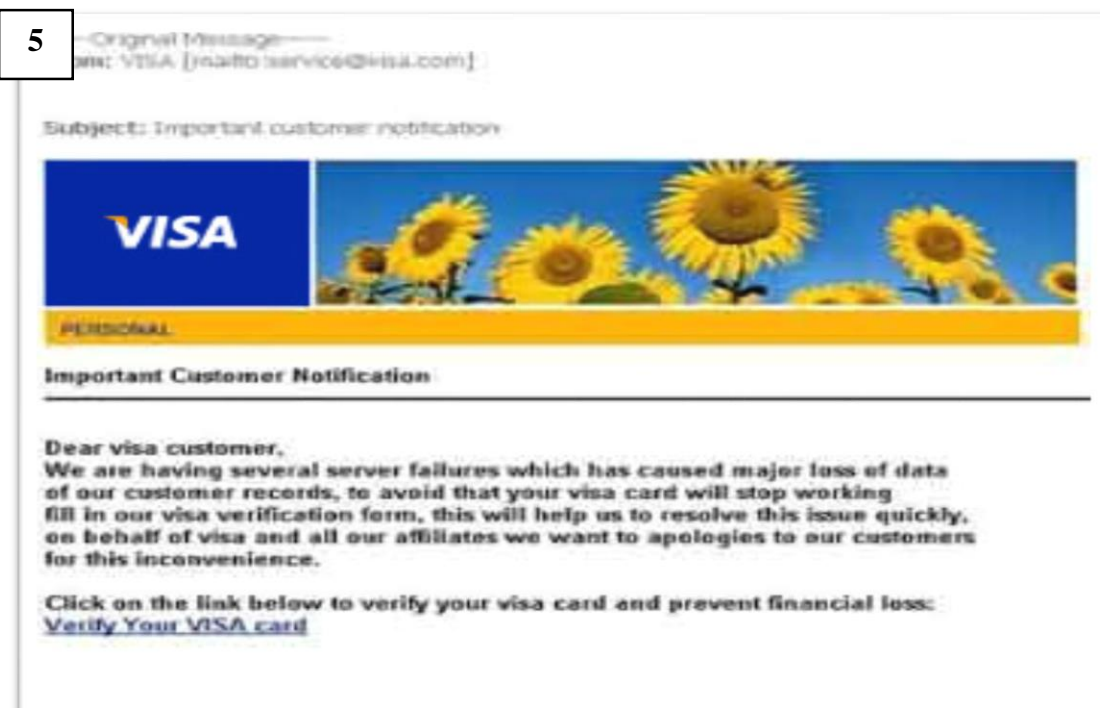 5
-----Original Message-----
From: VISA [mailto:service@visa.com]
Subject: Important customer notification
VISA
PERSONAL
Important Customer Notification
Dear visa customer,
We are having several server failures which has caused major loss of data
of our customer records, to avoid that your visa card will stop working
fill in our visa verification form, this will help us to resolve this issue quickly,
on behalf of visa and all our affiliates we want to apologies to our customers
for this inconvenience.
Click on the link below to verify your visa card and prevent financial loss:
Verify Your VISA card